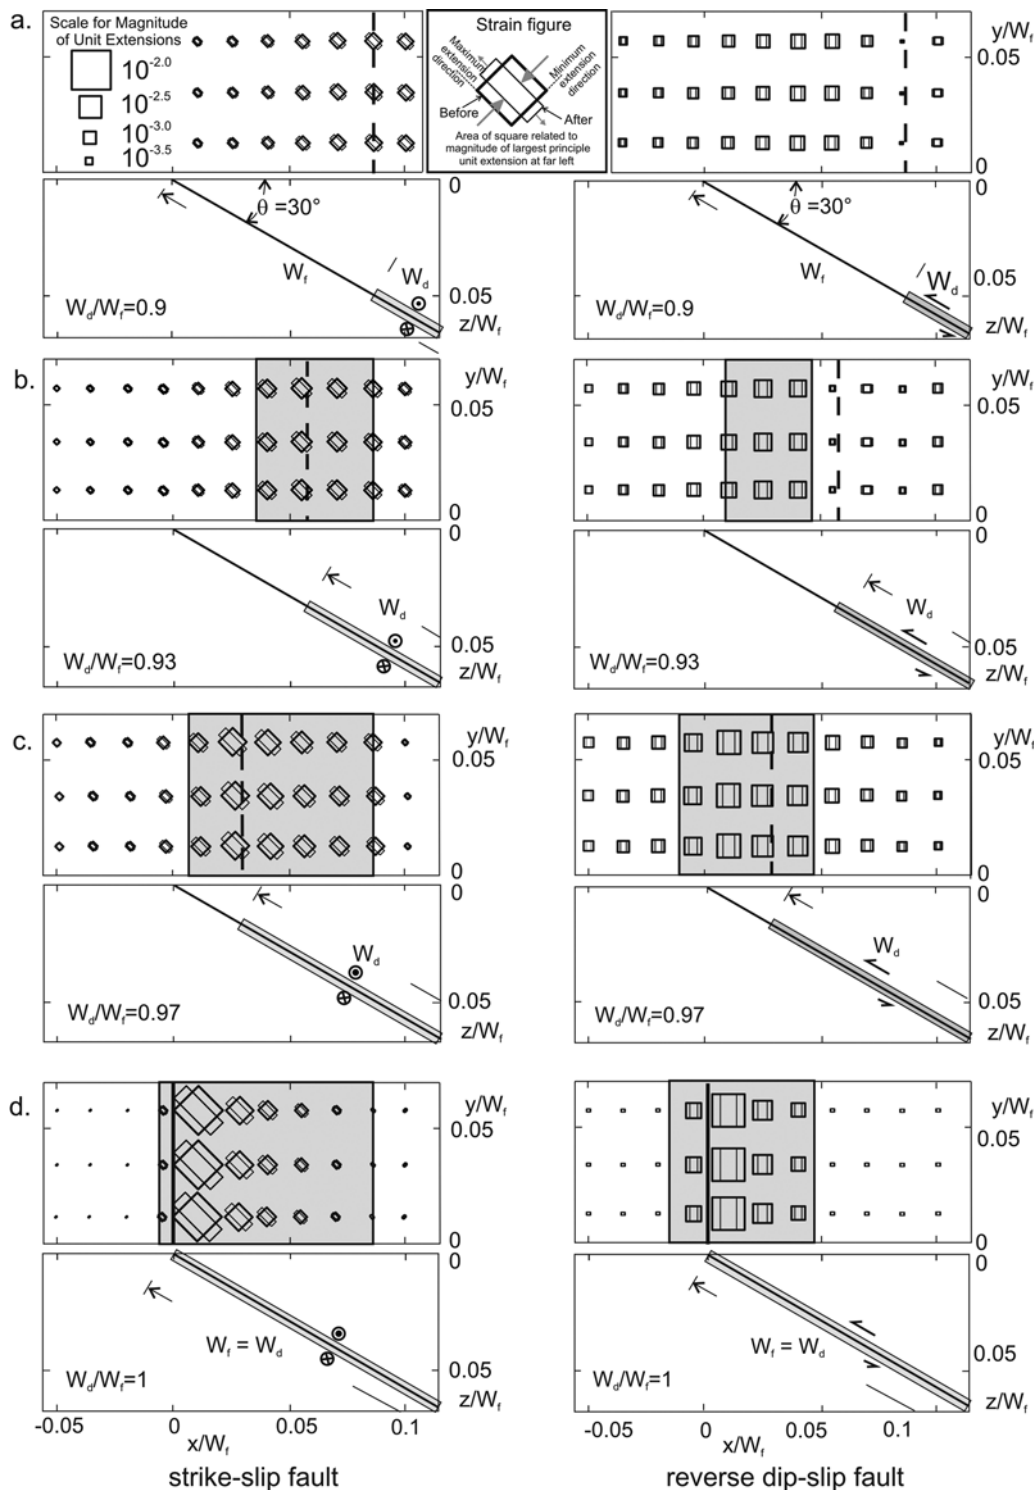 a.
Scale for Magnitude
of Unit Extensions
10^-2.0
10^-2.5
10^-3.0
10^-3.5
Strain figure
Maximum
extension
direction
Minimum
extension
direction
Before
After
Area of square related to
magnitude of largest principle
unit extension at far left
y/W_f
0.05
0
θ =30°
W_f
W_d
W_d/W_f=0.9
0
0.05
z/W_f
θ =30°
W_f
W_d
W_d/W_f=0.9
0
0.05
z/W_f
b.
y/W_f
0.05
0
y/W_f
0.05
0
W_d
W_d/W_f=0.93
0
0.05
z/W_f
W_d
W_d/W_f=0.93
0
0.05
z/W_f
c.
y/W_f
0.05
0
y/W_f
0.05
0
W_d
W_d/W_f=0.97
0
0.05
z/W_f
W_d
W_d/W_f=0.97
0
0.05
z/W_f
d.
y/W_f
0.05
0
y/W_f
0.05
0
W_f = W_d
W_d/W_f=1
0
0.05
z/W_f
W_f = W_d
W_d/W_f=1
0
0.05
z/W_f
-0.05 0 0.05 0.1
x/W_f
strike-slip fault
-0.05 0 0.05 0.1
x/W_f
reverse dip-slip fault